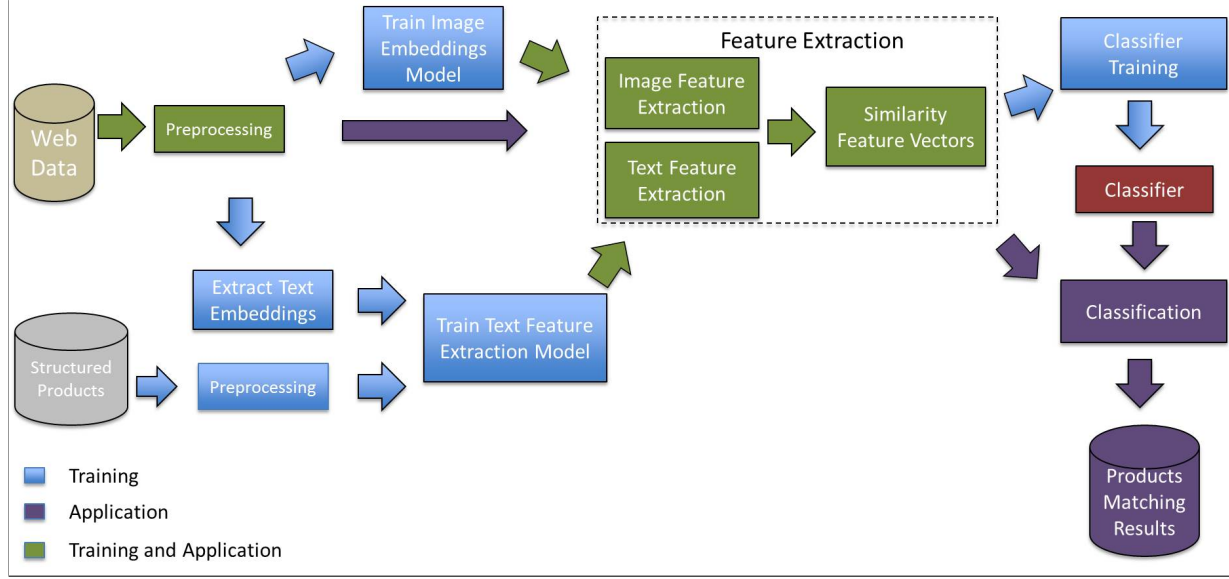 Train Image
Embeddings
Model
Feature Extraction
Classifier
Training
Image Feature
Extraction
Similarity
Feature Vectors
Web
Data
Preprocessing
Text Feature
Extraction
Classifier
Extract Text
Embeddings
Train Text Feature
Extraction Model
Classification
Structured
Products
Preprocessing
Training
Application
Training and Application
Products
Matching
Results